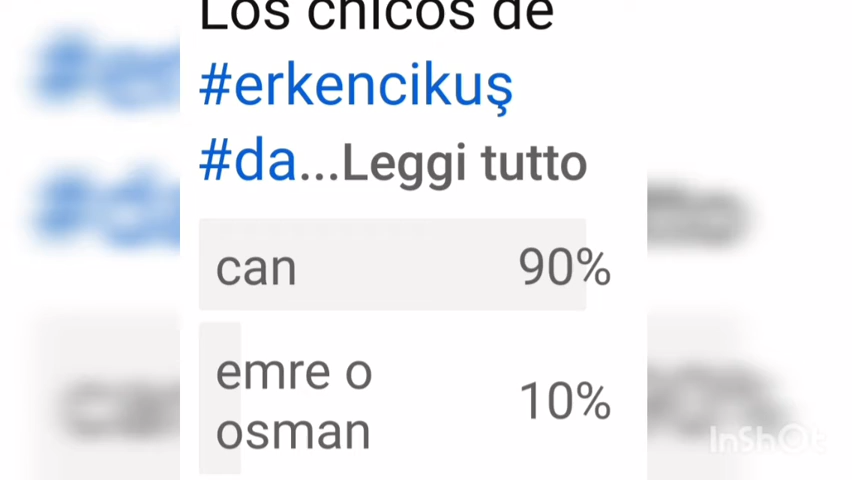 Los chicos de
#erkencikuş
#da...Leggi tutto
can 90%
emre o
osman
10%
InShOt